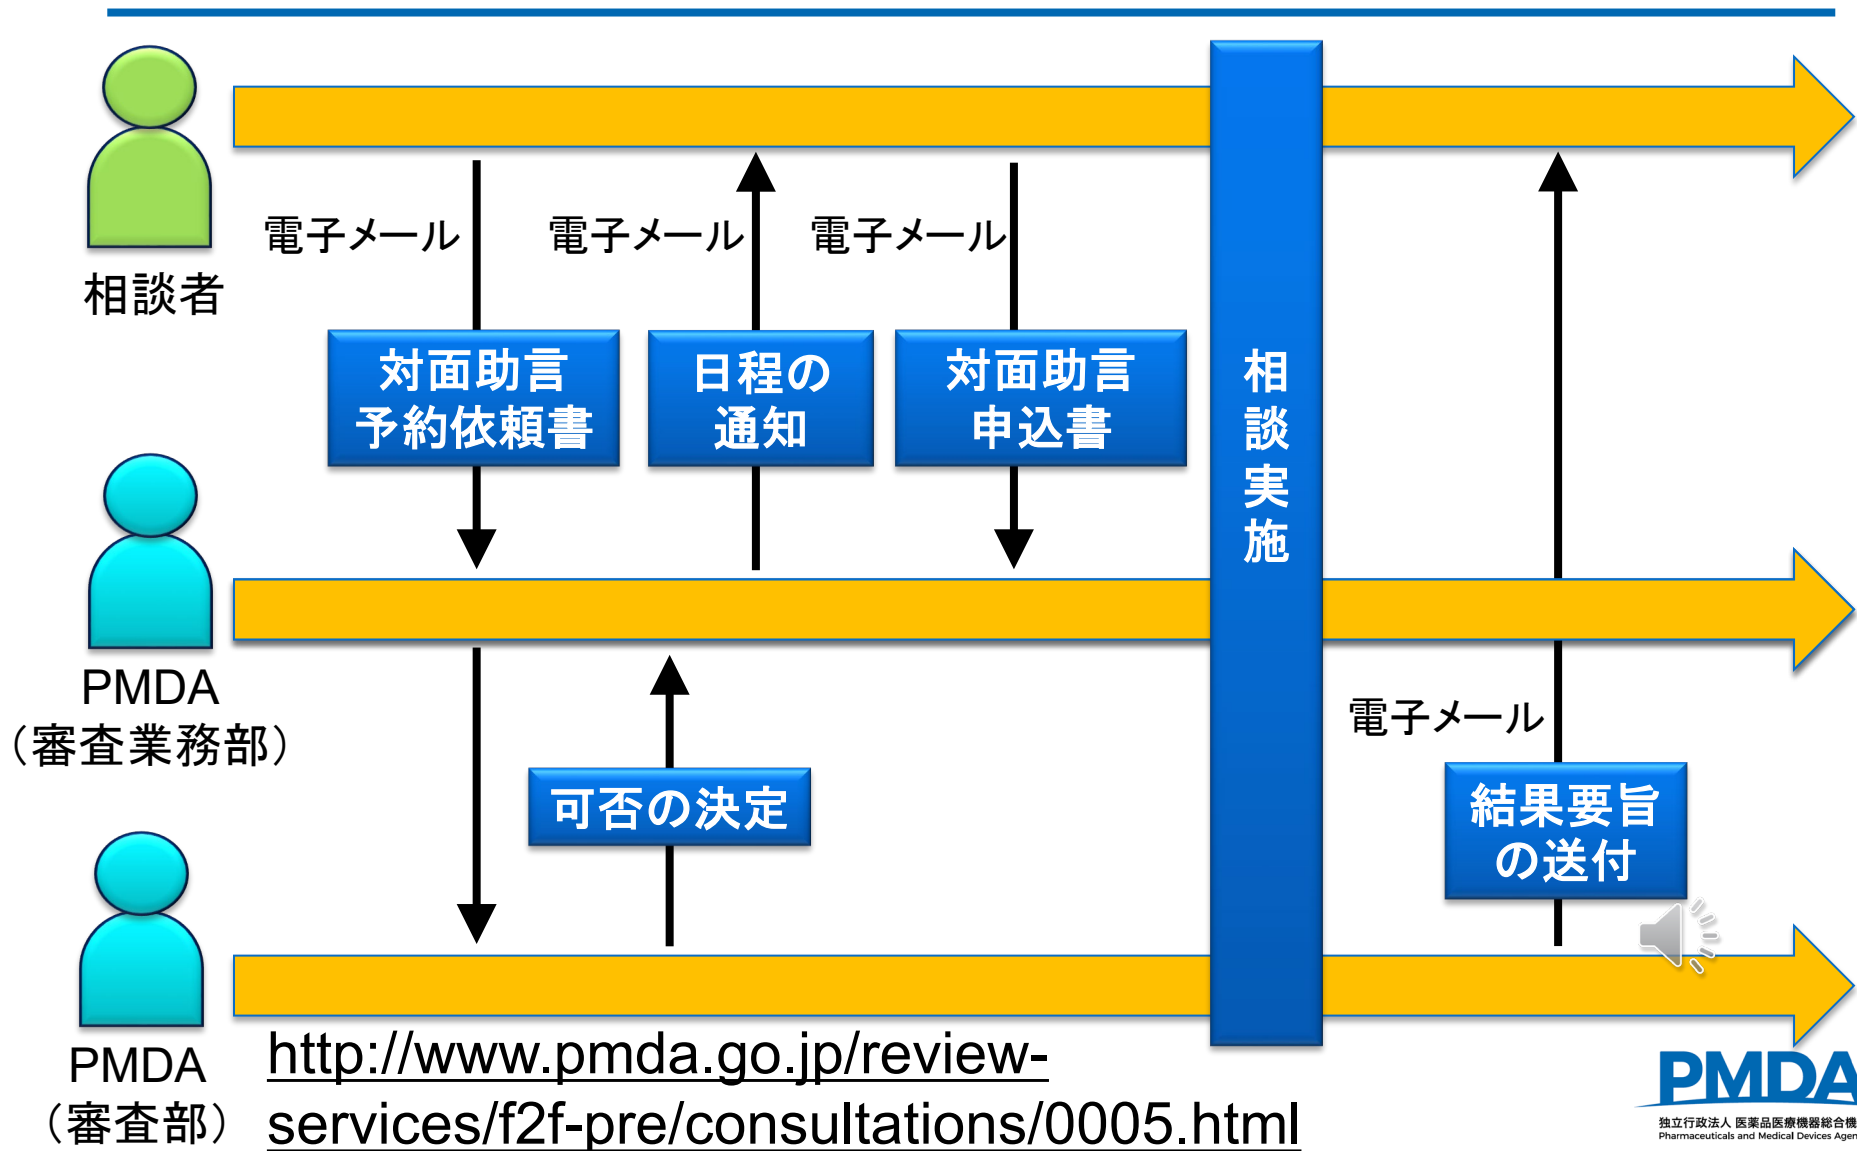 電子メール
電子メール
電子メール
相談者
対面助言
予約依頼書
日程の
通知
対面助言
申込書
相談実施
PMDA
（審査業務部）
電子メール
可否の決定
結果要旨
の送付
PMDA
（審査部）
http://www.pmda.go.jp/review-
services/f2f-pre/consultations/0005.html
PMDA
独立行政法人 医薬品医療機器総合機
Pharmaceuticals and Medical Devices Agen